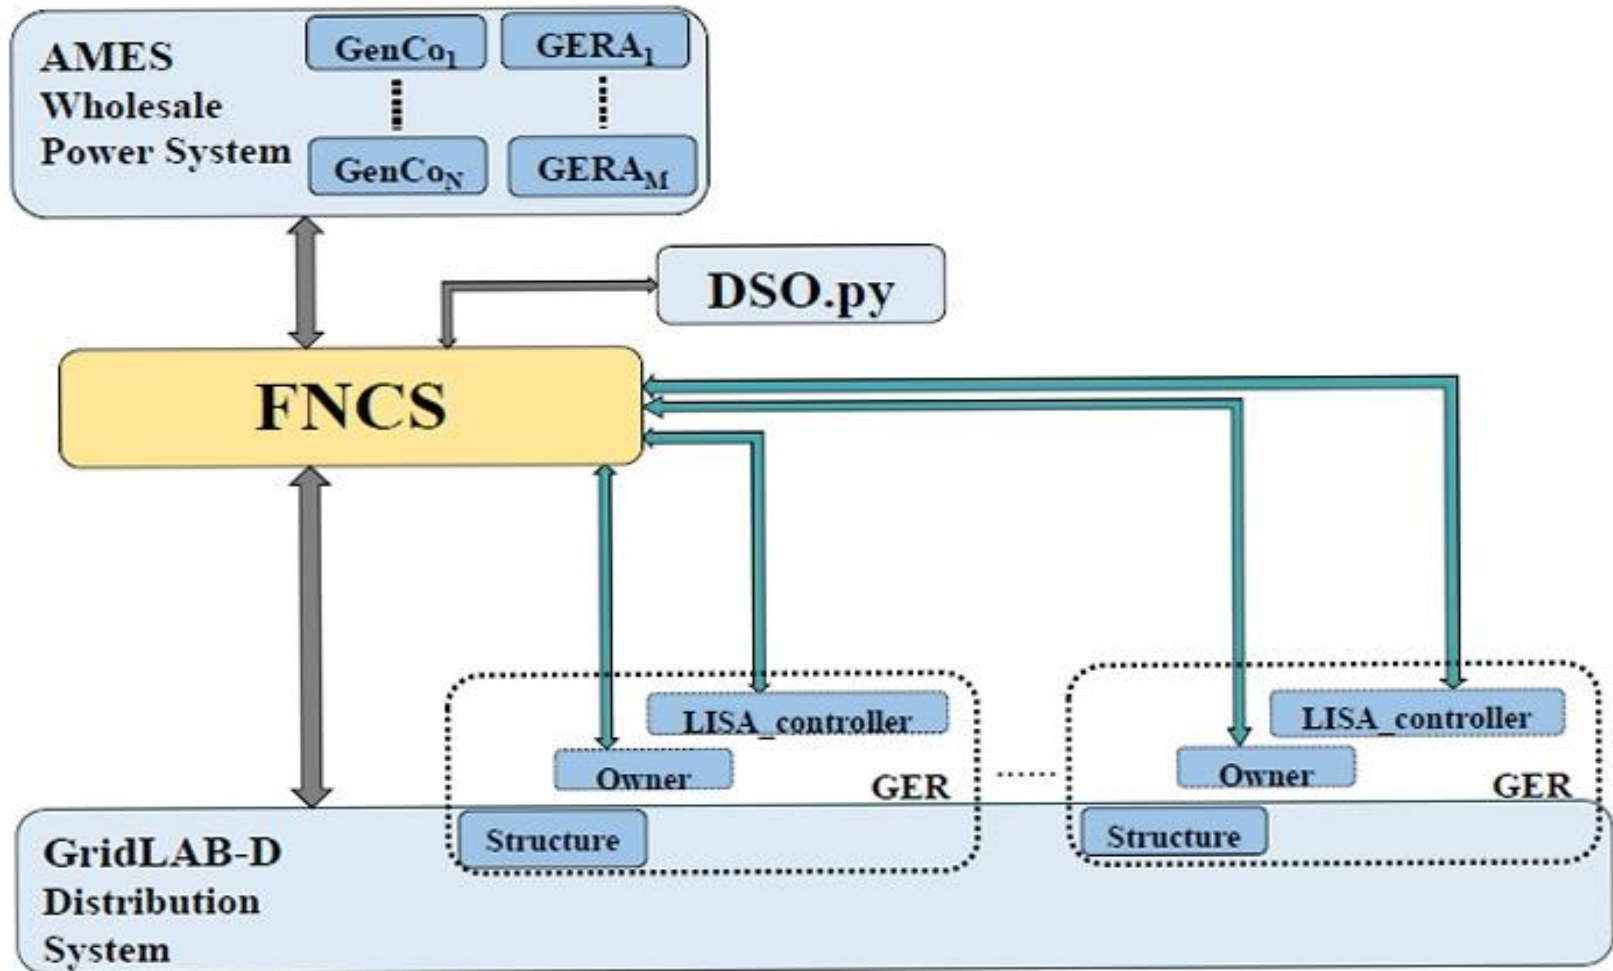 AMES
Wholesale
Power System
GenCo1
GERA1
GenCoN
GERAM
DSO.py
FNCS
LISA_controller
Owner
GER
Structure
LISA_controller
Owner
GER
Structure
GridLAB-D
Distribution
System